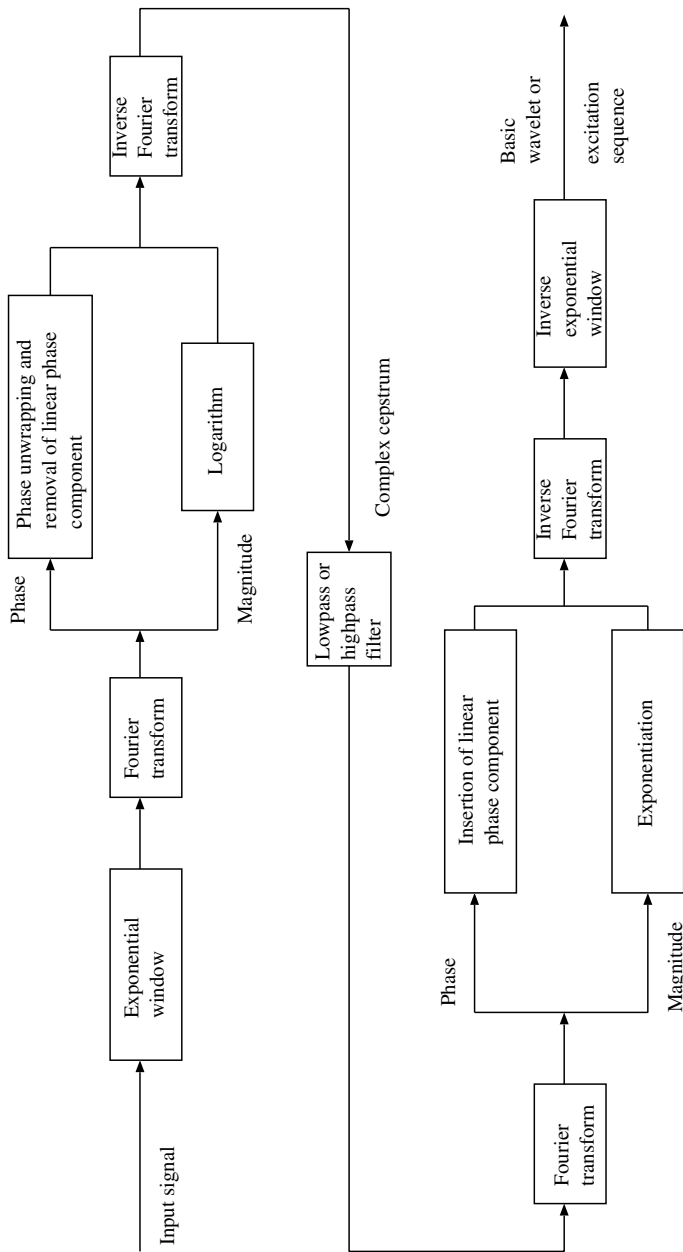 Input signal
Exponential
window
Fourier
transform
Phase
Phase unwrapping and
removal of linear phase
component
Magnitude
Logarithm
Inverse
Fourier
transform
Complex cepstrum
Lowpass or
highpass
filter
Fourier
transform
Phase
Insertion of linear
phase component
Magnitude
Exponentiation
Inverse
Fourier
transform
Inverse
exponential
window
Basic
wavelet or
excitation
sequence